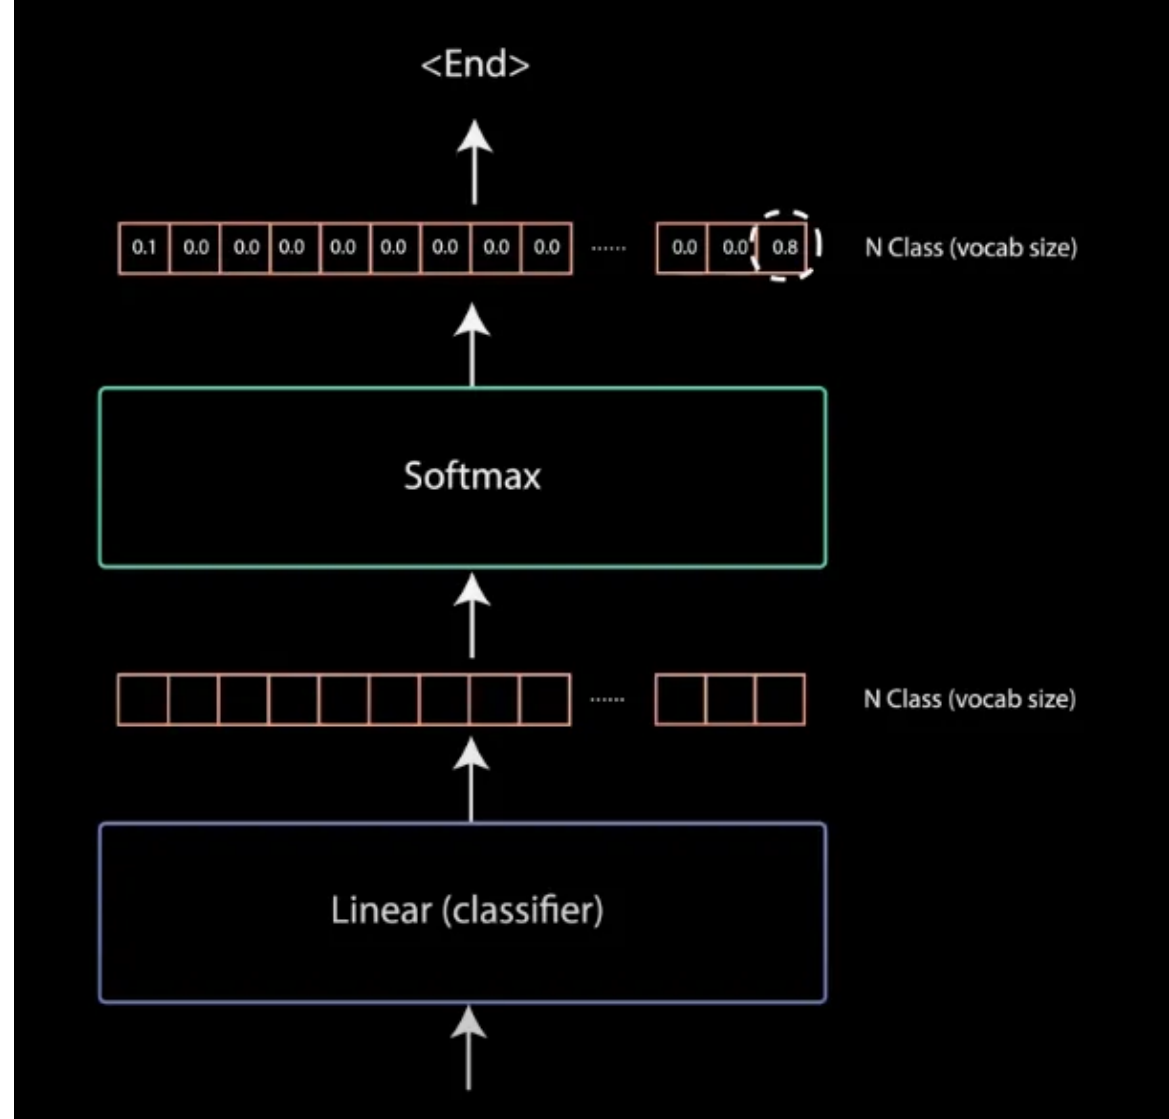 <End>
0.1 0.0 0.0 0.0 0.0 0.0 0.0 0.0 0.0 ...... 0.0 0.0 0.8 N Class (vocab size)
Softmax
...... N Class (vocab size)
Linear (classifier)